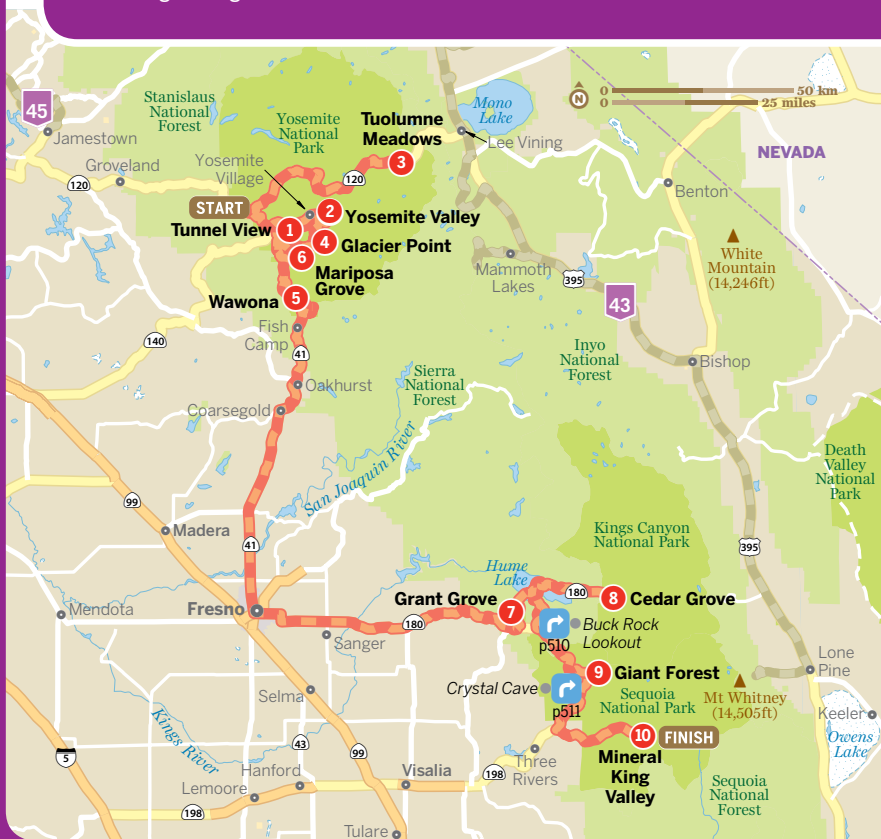 45
Jamestown
Stanislaus
National
Forest
Yosemite
National
Park
Tuolumne
Meadows
3
Mono
Lake
Lee Vining
N
0
50 km
0
25 miles
NEVADA
Groveland
120
Yosemite
Village
120
Benton
START
Tunnel View
1
2
Yosemite Valley
4
Glacier Point
6
Mariposa
Grove
Wawona
5
Mammoth
Lakes
395
43
White
Mountain
(14,246ft)
Fish
Camp
140
41
Inyo
National
Forest
Bishop
Oakhurst
Sierra
National
Forest
Coarsegold
San Joaquin River
Death
Valley
National
Park
99
Madera
41
Kings Canyon
National Park
395
Hume
Lake
Mendota
Fresno
Grant Grove
7
180
8
Cedar Grove
180
Sanger
p510
Buck Rock
Lookout
Lone
Pine
9
Giant Forest
Crystal Cave
p511
Sequoia
National Park
Mt Whitney
(14,505ft)
Selma
Kings River
Keeler
Owens
Lake
10
FINISH
Mineral
King
Valley
5
43
99
Three
Rivers
Hanford
Visalia
198
Lemoore
198
Sequoia
National
Forest
Tulare